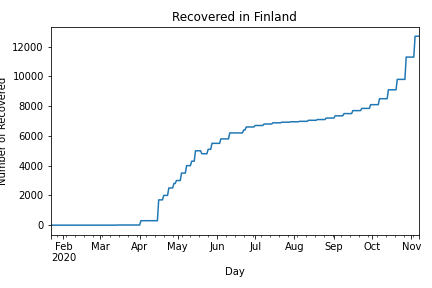 Recovered in Finland
Number of Recovered
12000
10000
8000
6000
4000
2000
0
Feb Mar Apr May Jun Jul Aug Sep Oct Nov
2020
Day